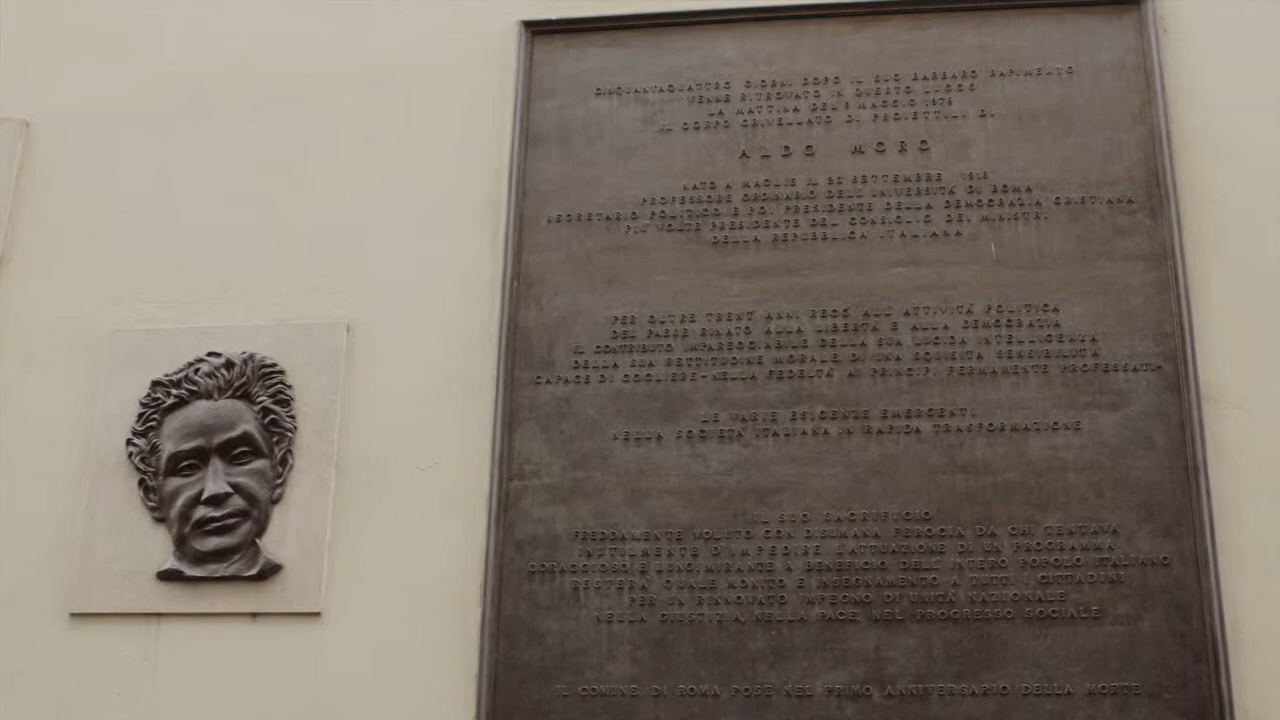 CINQUANTAQUATTRO GIORNI DOPO IL SUO BARBARO RAPIMENTO
VENNE RITROVATO IN QUESTO LUOGO
LA MATTINA DEL 9 MAGGIO 1978
IL CORPO CRIVELLATO DI PROIETTILI DI
ALDO MORO
NATO A MAGLIE IL 23 SETTEMBRE 1916
PROFESSORE ORDINARIO DELL'UNIVERSITÀ DI ROMA
SEGRETARIO POLITICO E POI PRESIDENTE DELLA DEMOCRAZIA CRISTIANA
PIÙ VOLTE PRESIDENTE DEL CONSIGLIO DEI MINISTRI
DELLA REPUBBLICA ITALIANA
PER OLTRE TRENT'ANNI RECÒ ALL'ATTIVITÀ POLITICA
DEL PAESE RINATO ALLA LIBERTÀ E ALLA DEMOCRAZIA
IL CONTRIBUTO IMPAREGGIABILE DELLA SUA LUCIDA INTELLIGENZA
DELLA SUA RETTITUDINE MORALE, DI UNA SQUISITA SENSIBILITÀ
CAPACE DI COGLIERE-NELLA FEDELTÀ AI PRINCIPI FERMAMENTE PROFESSATI-
LE VARIE ESIGENZE EMERGENTI
NELLA SOCIETÀ ITALIANA IN RAPIDA TRASFORMAZIONE
IL SUO SACRIFICIO
FREDDAMENTE VOLUTO CON DISUMANA FEROCIA DA CHI TENTAVA
INUTILMENTE D'IMPEDIRE L'ATTUAZIONE DI UN PROGRAMMA
CORAGGIOSO E LUNGIMIRANTE A BENEFICIO DELL'INTERO POPOLO ITALIANO
RESTERÀ QUALE MONITO E INSEGNAMENTO A TUTTI I CITTADINI
PER UN RINNOVATO IMPEGNO DI UNITÀ NAZIONALE
NELLA GIUSTIZIA, NELLA PACE, NEL PROGRESSO SOCIALE
IL COMUNE DI ROMA POSE NEL PRIMO ANNIVERSARIO DELLA MORTE